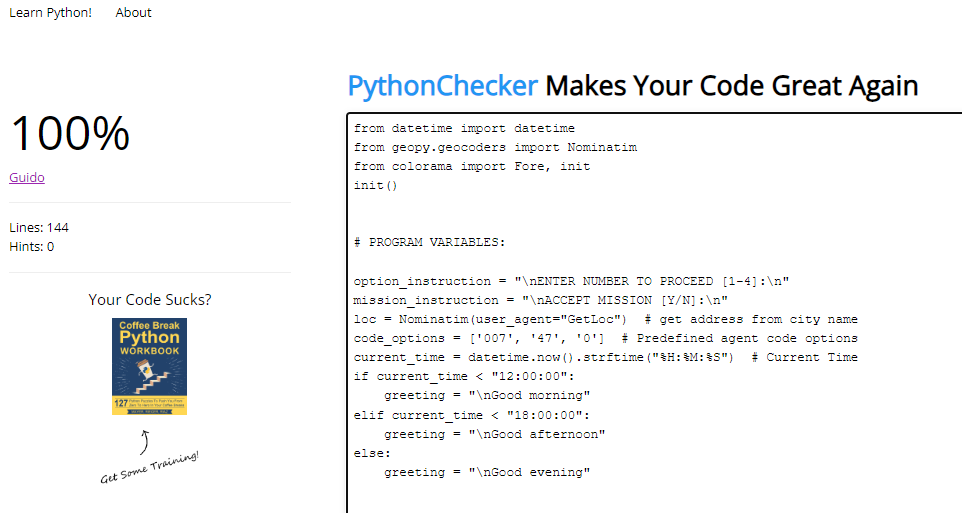 Learn Python! About
PythonChecker Makes Your Code Great Again
100%
Guido
Lines: 144
Hints: 0
Your Code Sucks?
Coffee Break
Python
WORKBOOK
127
Get Some Training!
from datetime import datetime
from geopy.geocoders import Nominatim
from colorama import Fore, init
init()
# PROGRAM VARIABLES:
option_instruction = "\nENTER NUMBER TO PROCEED [1-4]:\n"
mission_instruction = "\nACCEPT MISSION [Y/N]:\n"
loc = Nominatim(user_agent="GetLoc")  # get address from city name
code_options = ['007', '47', '0']  # Predefined agent code options
current_time = datetime.now().strftime("%H:%M:%S")  # Current Time
if current_time < "12:00:00":
    greeting = "\nGood morning"
elif current_time < "18:00:00":
    greeting = "\nGood afternoon"
else:
    greeting = "\nGood evening"